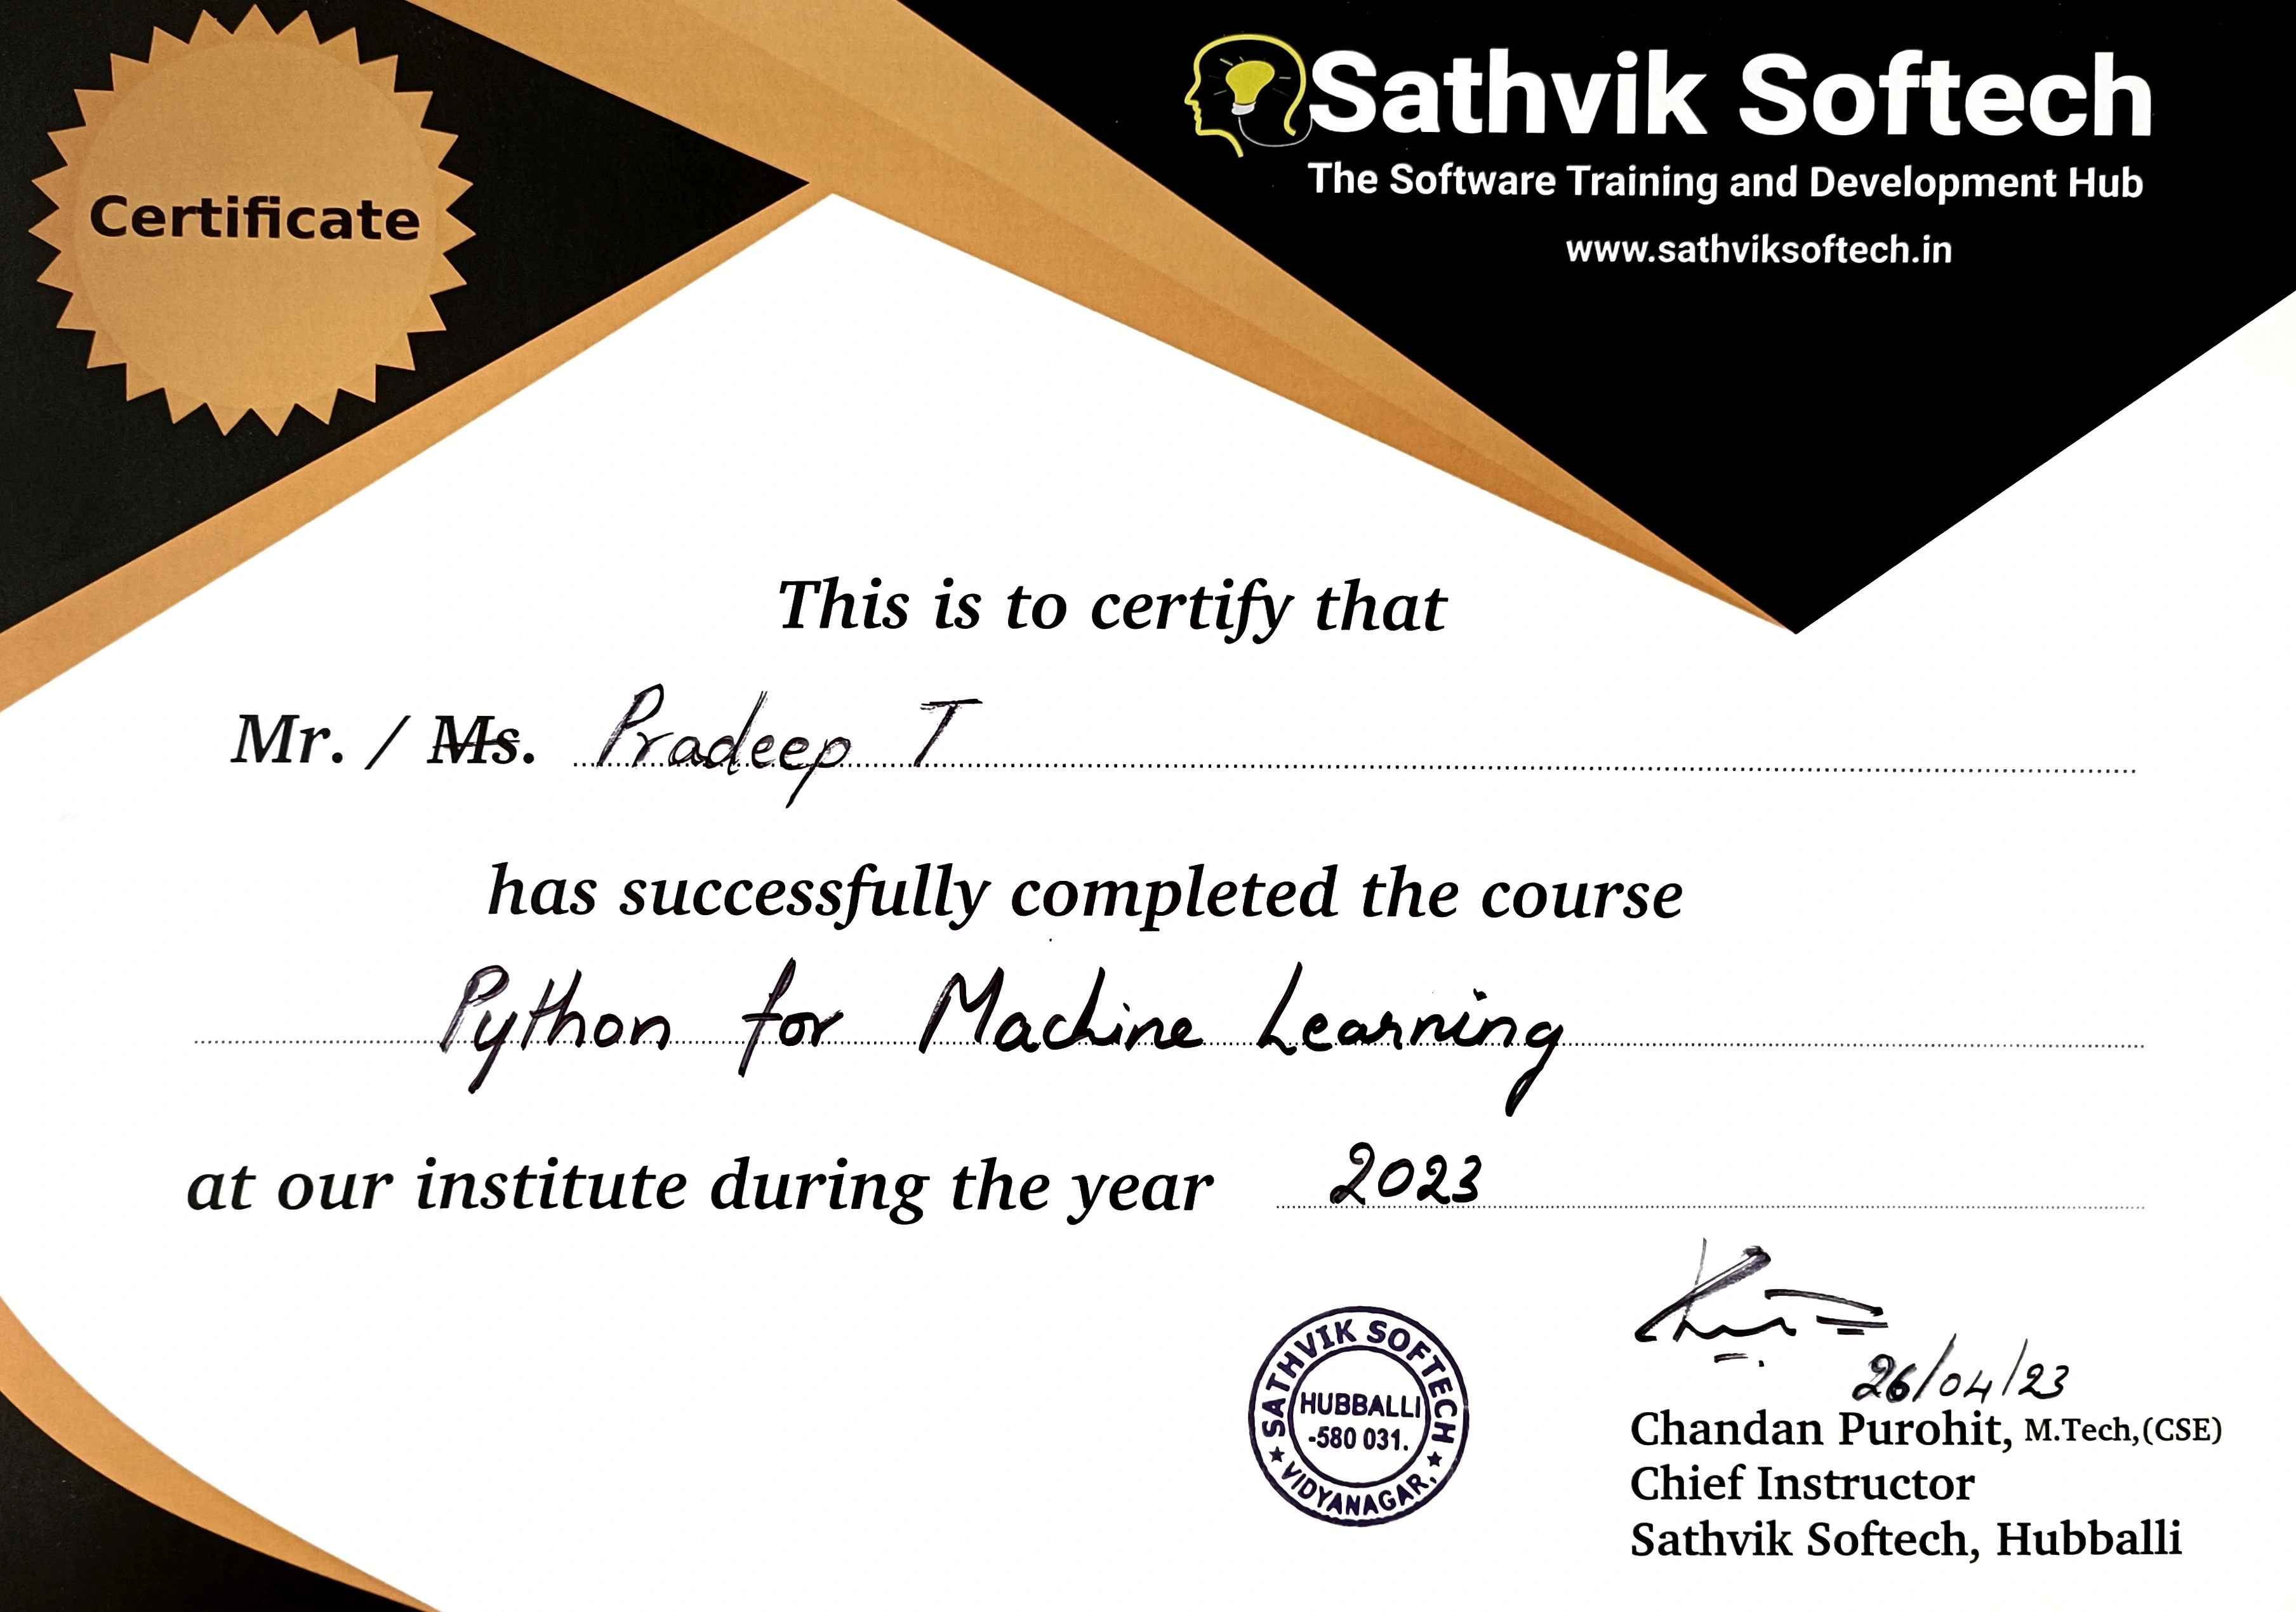 Certificate
Sathvik Softech
The Software Training and Development Hub
www.sathviksoftech.in
This is to certify that
Mr. / Ms. Pradeep T
has successfully completed the course
Python for Machine Learning
at our institute during the year 2023
SATHVIK SOFTECH
HUBBALLI
-580 031.
★ VIDYANAGAR, ★
26/04/23
Chandan Purohit, M.Tech,(CSE)
Chief Instructor
Sathvik Softech, Hubballi